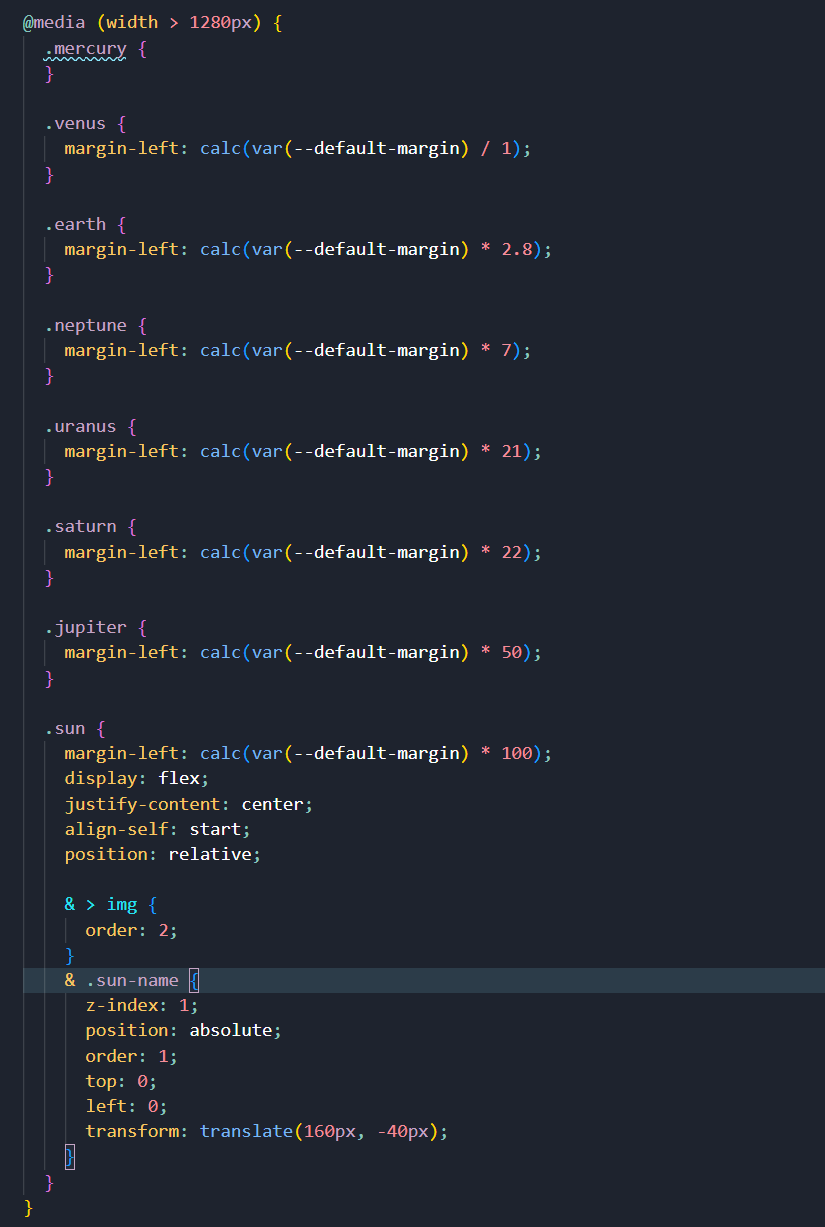 @media (width > 1280px) {
  .mercury {
  }

  .venus {
    margin-left: calc(var(--default-margin) / 1);
  }

  .earth {
    margin-left: calc(var(--default-margin) * 2.8);
  }

  .neptune {
    margin-left: calc(var(--default-margin) * 7);
  }

  .uranus {
    margin-left: calc(var(--default-margin) * 21);
  }

  .saturn {
    margin-left: calc(var(--default-margin) * 22);
  }

  .jupiter {
    margin-left: calc(var(--default-margin) * 50);
  }

  .sun {
    margin-left: calc(var(--default-margin) * 100);
    display: flex;
    justify-content: center;
    align-self: start;
    position: relative;

    & > img {
      order: 2;
    }
    & .sun-name {
      z-index: 1;
      position: absolute;
      order: 1;
      top: 0;
      left: 0;
      transform: translate(160px, -40px);
    }
  }
}